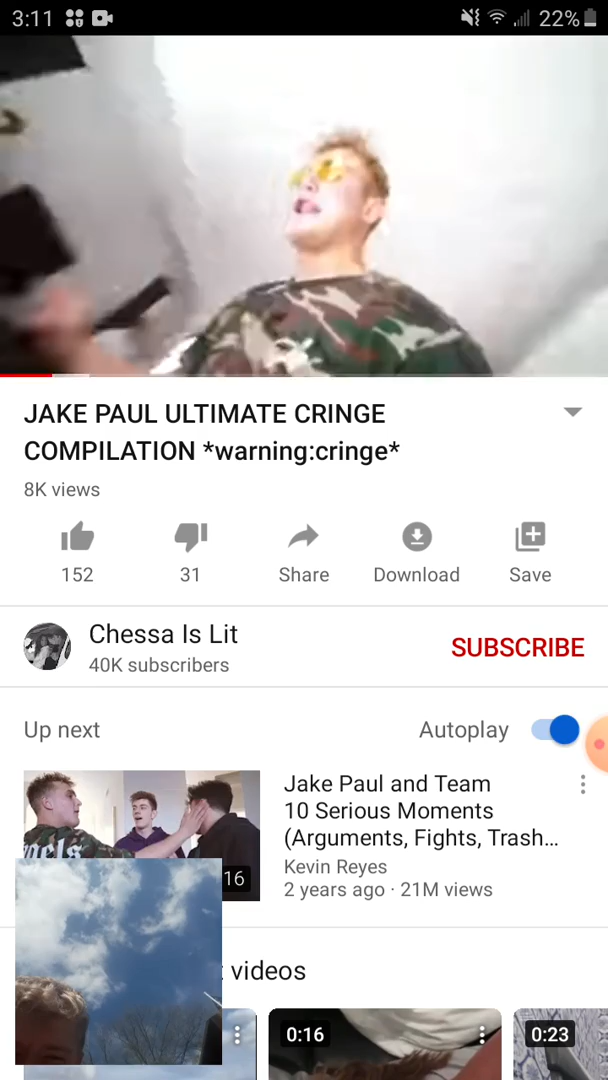 3:11 22%
JAKE PAUL ULTIMATE CRINGE
COMPILATION *warning:cringe*
8K views
152 31 Share Download Save
Chessa Is Lit
40K subscribers
SUBSCRIBE
Up next Autoplay
Jake Paul and Team
10 Serious Moments
(Arguments, Fights, Trash...
Kevin Reyes
2 years ago · 21M views
16
videos
0:16
0:23